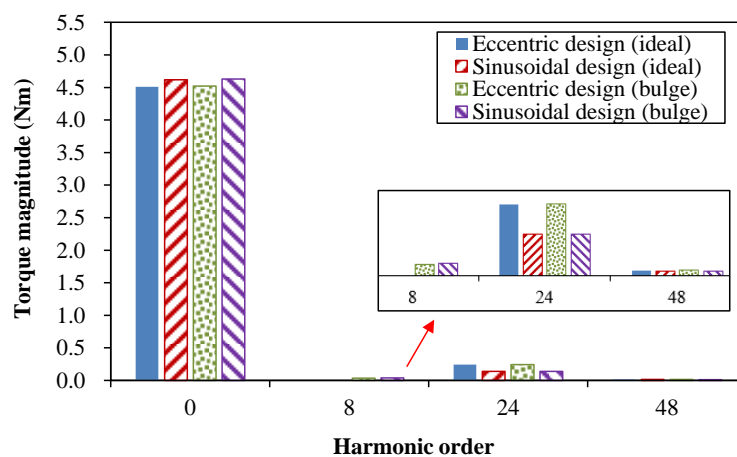 5.5
5.0
4.5
4.0
3.5
3.0
2.5
2.0
1.5
1.0
0.5
0.0
Torque magnitude (Nm)
Eccentric design (ideal)
Sinusoidal design (ideal)
Eccentric design (bulge)
Sinusoidal design (bulge)
8 24 48
0 8 24 48
Harmonic order